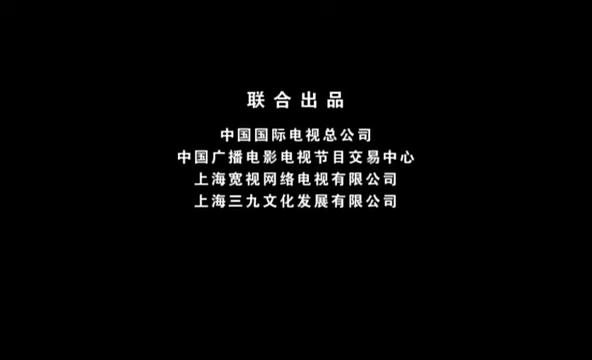 联合出品
中国国际电视总公司
中国广播电影电视节目交易中心
上海宽视网络电视有限公司
上海三九文化发展有限公司